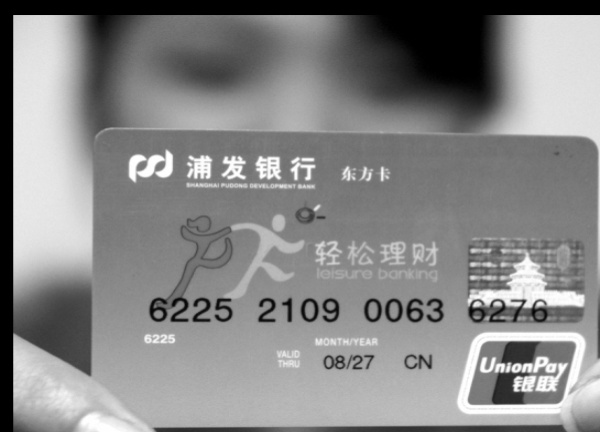 浦发银行 东方卡
SHANGHAI PUDONG DEVELOPMENT BANK
轻松理财
leisure banking
6225 2109 0063 6276
6225
MONTH/YEAR
VALID THRU 08/27 CN
UnionPay
银联